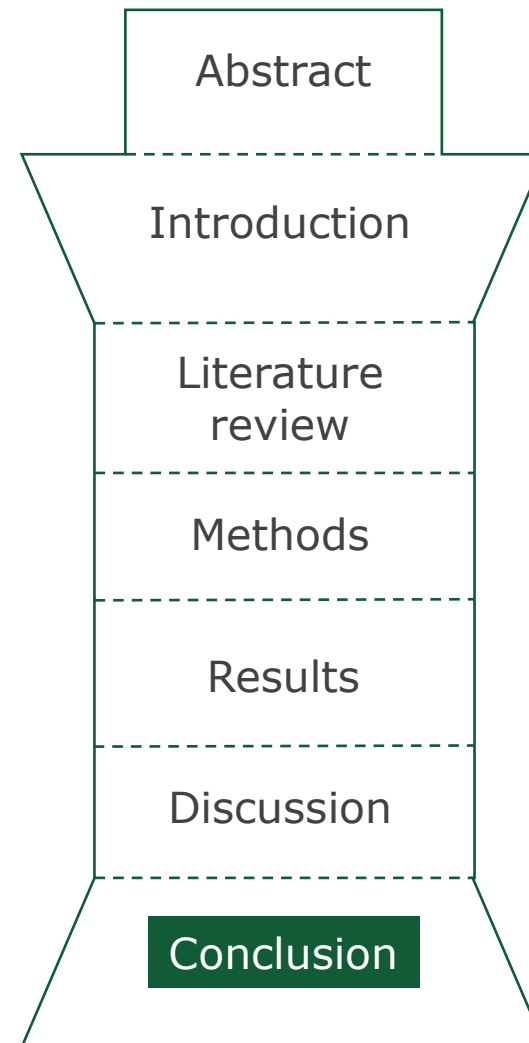 Abstract
Introduction
Literature
review
Methods
Results
Discussion
Conclusion